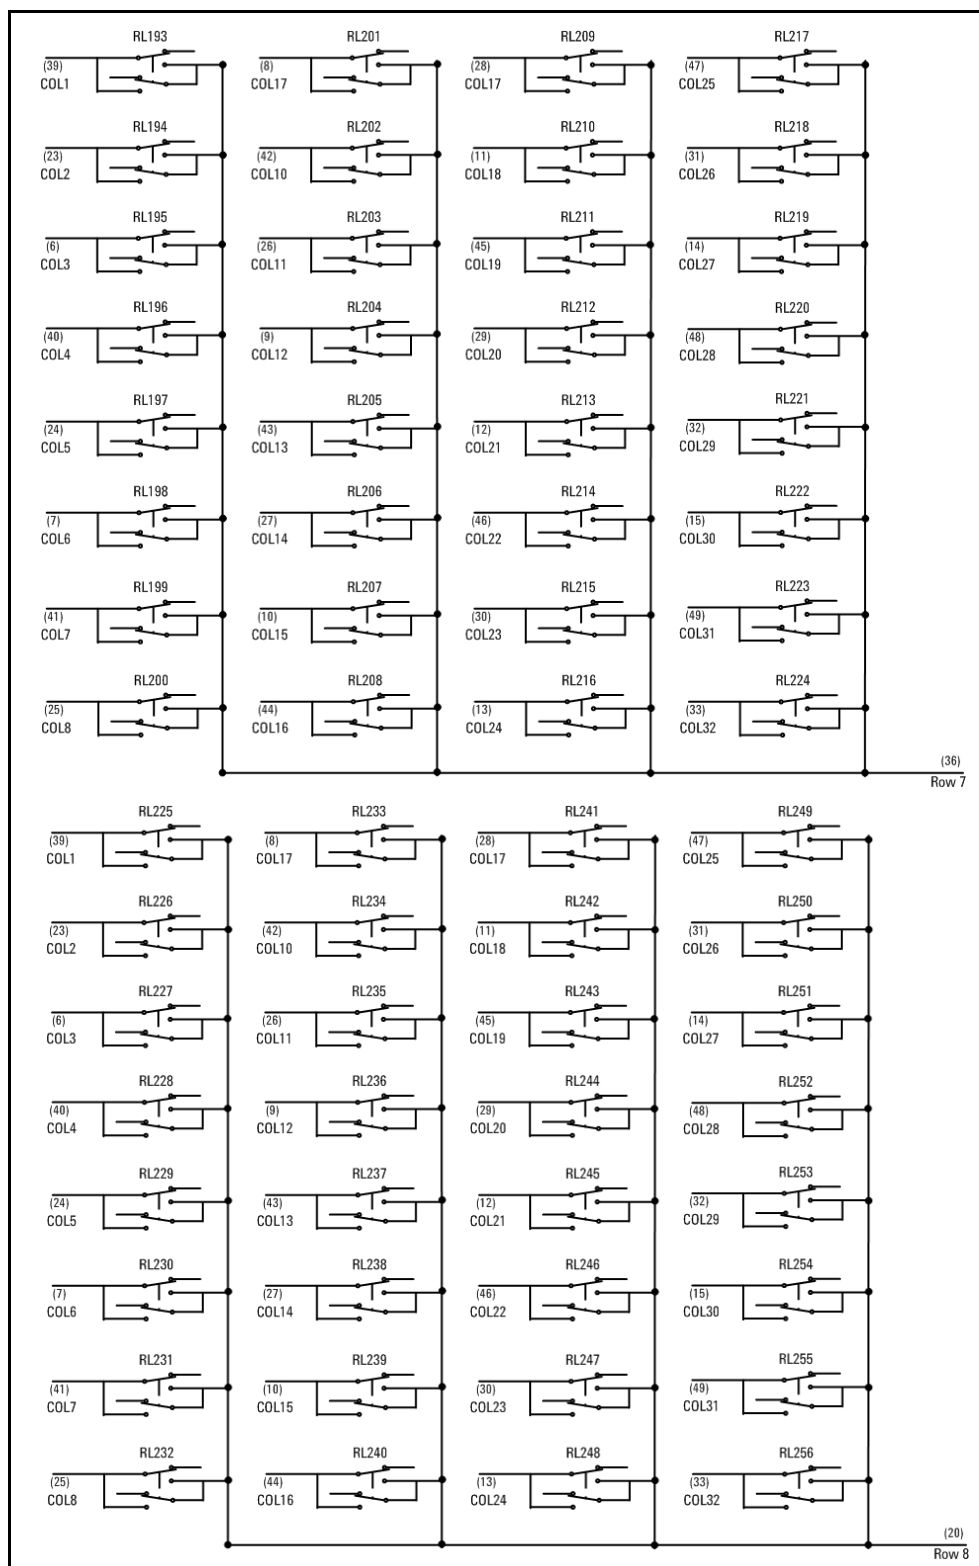 RL193 RL201 RL209 RL217
(39) (8) (28) (47)
COL1 COL17 COL17 COL25
RL194 RL202 RL210 RL218
(23) (42) (11) (31)
COL2 COL10 COL18 COL26
RL195 RL203 RL211 RL219
(6) (26) (45) (14)
COL3 COL11 COL19 COL27
RL196 RL204 RL212 RL220
(40) (9) (29) (48)
COL4 COL12 COL20 COL28
RL197 RL205 RL213 RL221
(24) (43) (12) (32)
COL5 COL13 COL21 COL29
RL198 RL206 RL214 RL222
(7) (27) (46) (15)
COL6 COL14 COL22 COL30
RL199 RL207 RL215 RL223
(41) (10) (30) (49)
COL7 COL15 COL23 COL31
RL200 RL208 RL216 RL224
(25) (44) (13) (33)
COL8 COL16 COL24 COL32
(36)
Row 7
RL225 RL233 RL241 RL249
(39) (8) (28) (47)
COL1 COL17 COL17 COL25
RL226 RL234 RL242 RL250
(23) (42) (11) (31)
COL2 COL10 COL18 COL26
RL227 RL235 RL243 RL251
(6) (26) (45) (14)
COL3 COL11 COL19 COL27
RL228 RL236 RL244 RL252
(40) (9) (29) (48)
COL4 COL12 COL20 COL28
RL229 RL237 RL245 RL253
(24) (43) (12) (32)
COL5 COL13 COL21 COL29
RL230 RL238 RL246 RL254
(7) (27) (46) (15)
COL6 COL14 COL22 COL30
RL231 RL239 RL247 RL255
(41) (10) (30) (49)
COL7 COL15 COL23 COL31
RL232 RL240 RL248 RL256
(25) (44) (13) (33)
COL8 COL16 COL24 COL32
(20)
Row 8